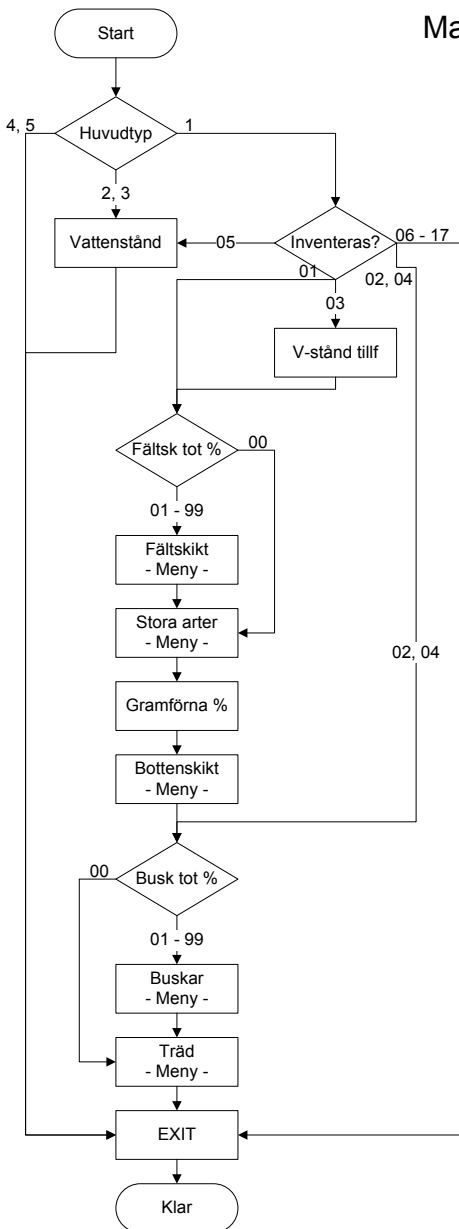 Start
Ma
4, 5
Huvudtyp
1
2, 3
Vattenstånd
05
Inventeras?
06 - 17
01
02, 04
03
V-stånd tillf
Fältsk tot %
00
01 - 99
Fältskikt
- Meny -
Stora arter
- Meny -
02, 04
Gramförna %
Bottenskikt
- Meny -
00
Busk tot %
01 - 99
Buskar
- Meny -
Träd
- Meny -
EXIT
Klar